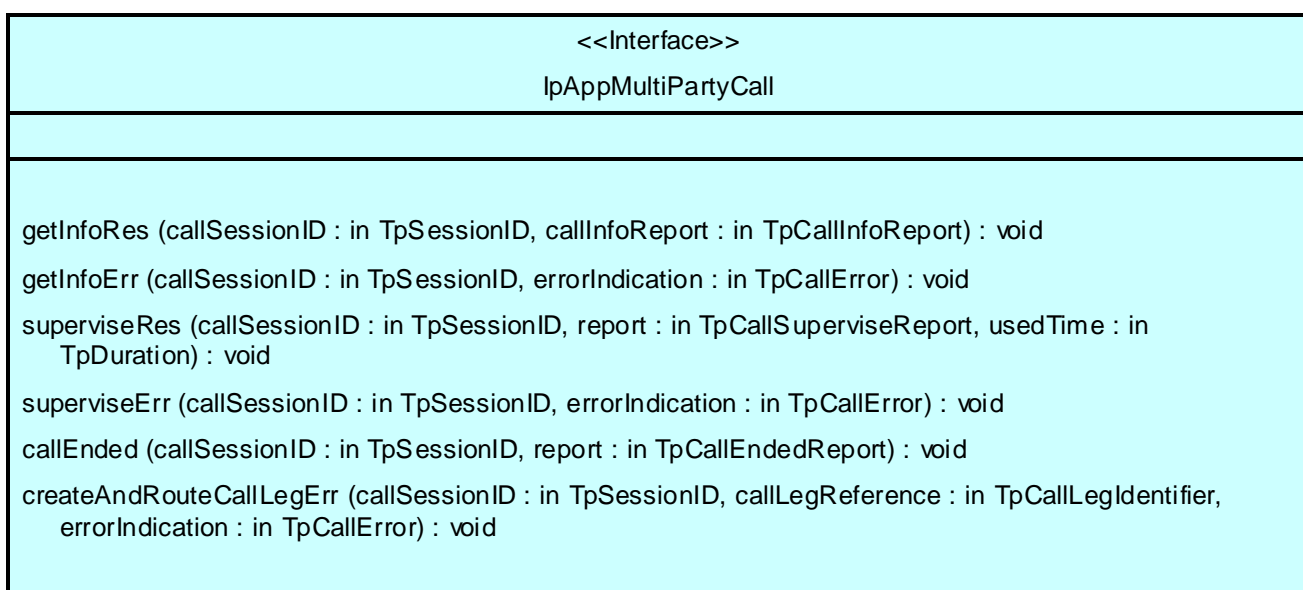 <<Interface>>
IpAppMultiPartyCall
getInfoRes (callSessionID : in TpSessionID, callInfoReport : in TpCallInfoReport) : void
getInfoErr (callSessionID : in TpSessionID, errorIndication : in TpCallError) : void
superviseRes (callSessionID : in TpSessionID, report : in TpCallSuperviseReport, usedTime : in
TpDuration) : void
superviseErr (callSessionID : in TpSessionID, errorIndication : in TpCallError) : void
callEnded (callSessionID : in TpSessionID, report : in TpCallEndedReport) : void
createAndRouteCallLegErr (callSessionID : in TpSessionID, callLegReference : in TpCallLegIdentifier,
errorIndication : in TpCallError) : void